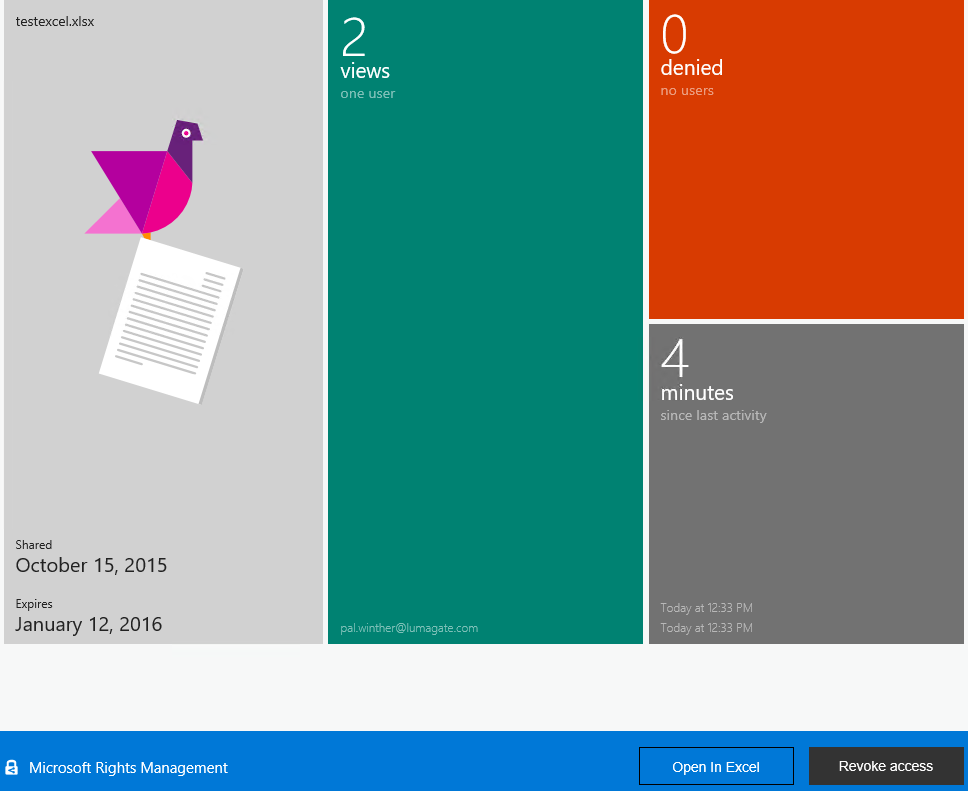 testexcel.xlsx
Shared
October 15, 2015
Expires
January 12, 2016
2
views
one user
pal.winther@lumagate.com
0
denied
no users
4
minutes
since last activity
Today at 12:33 PM
Today at 12:33 PM
Microsoft Rights Management
Open In Excel
Revoke access